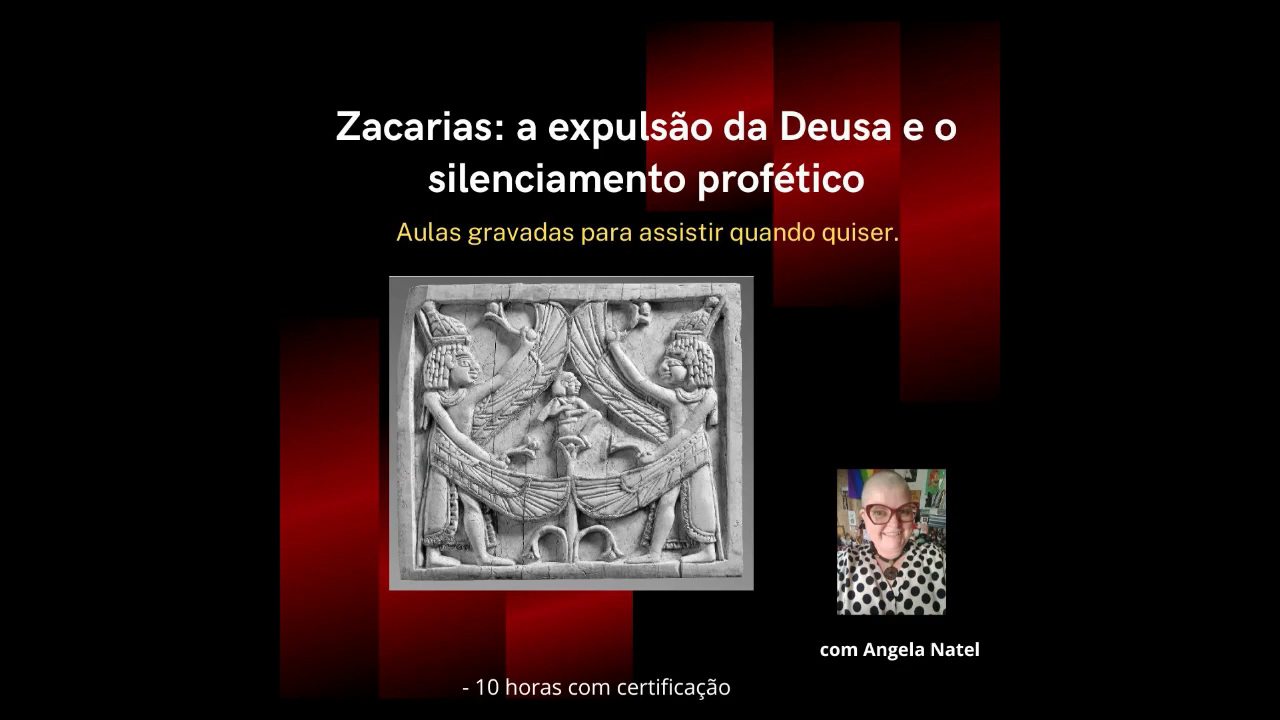 Zacarias: a expulsão da Deusa e o
silenciamento profético
Aulas gravadas para assistir quando quiser.
com Angela Natel
- 10 horas com certificação